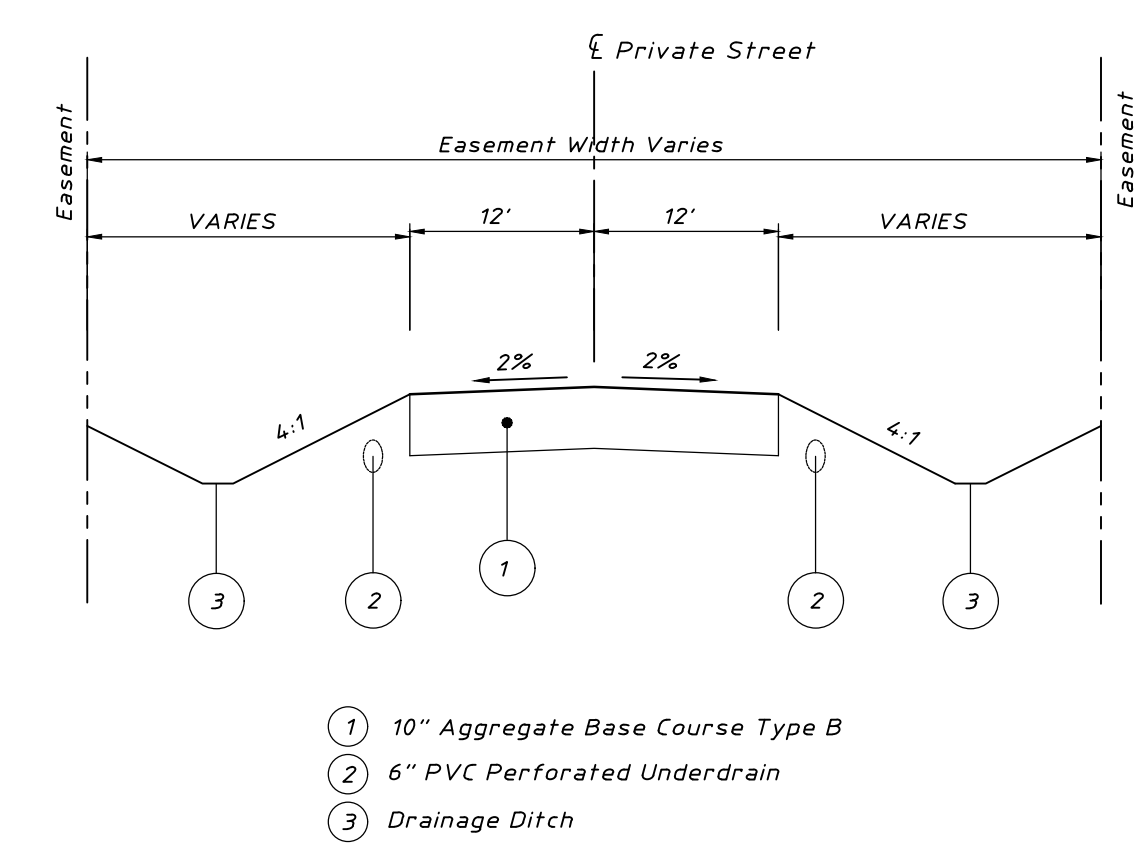 ℄ Private Street
Easement
Easement
Easement Width Varies
VARIES 12' 12' VARIES
2% 2%
4:1 4:1
1
3 2 2 3
1 10" Aggregate Base Course Type B
2 6" PVC Perforated Underdrain
3 Drainage Ditch